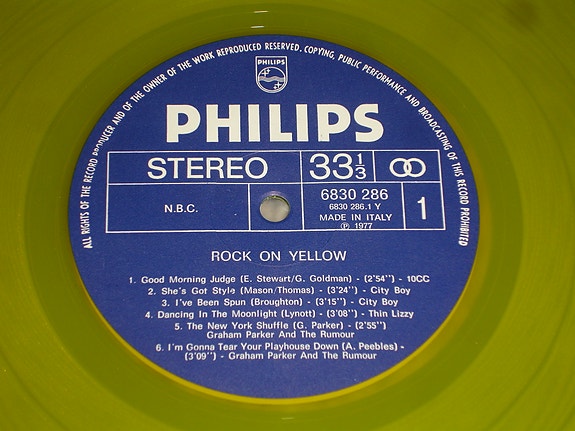 ALL RIGHTS OF THE RECORD PRODUCER AND OF THE OWNER OF THE WORK REPRODUCED RESERVED. COPYING, PUBLIC PERFORMANCE AND BROADCASTING OF THIS RECORD PROHIBITED
PHILIPS
PHILIPS
STEREO 33 1/3
N.B.C. 6830 286
6830 286.1 Y
MADE IN ITALY
℗ 1977
1
ROCK ON YELLOW
1. Good Morning Judge (E. Stewart/G. Goldman) - (2'54") - 10CC
2. She's Got Style (Mason/Thomas) - (3'24") - City Boy
3. I've Been Spun (Broughton) - (3'15") - City Boy
4. Dancing In The Moonlight (Lynott) - (3'08") - Thin Lizzy
5. The New York Shuffle (G. Parker) - (2'55")
Graham Parker And The Rumour
6. I'm Gonna Tear Your Playhouse Down (A. Peebles) -
(3'09") - Graham Parker And The Rumour